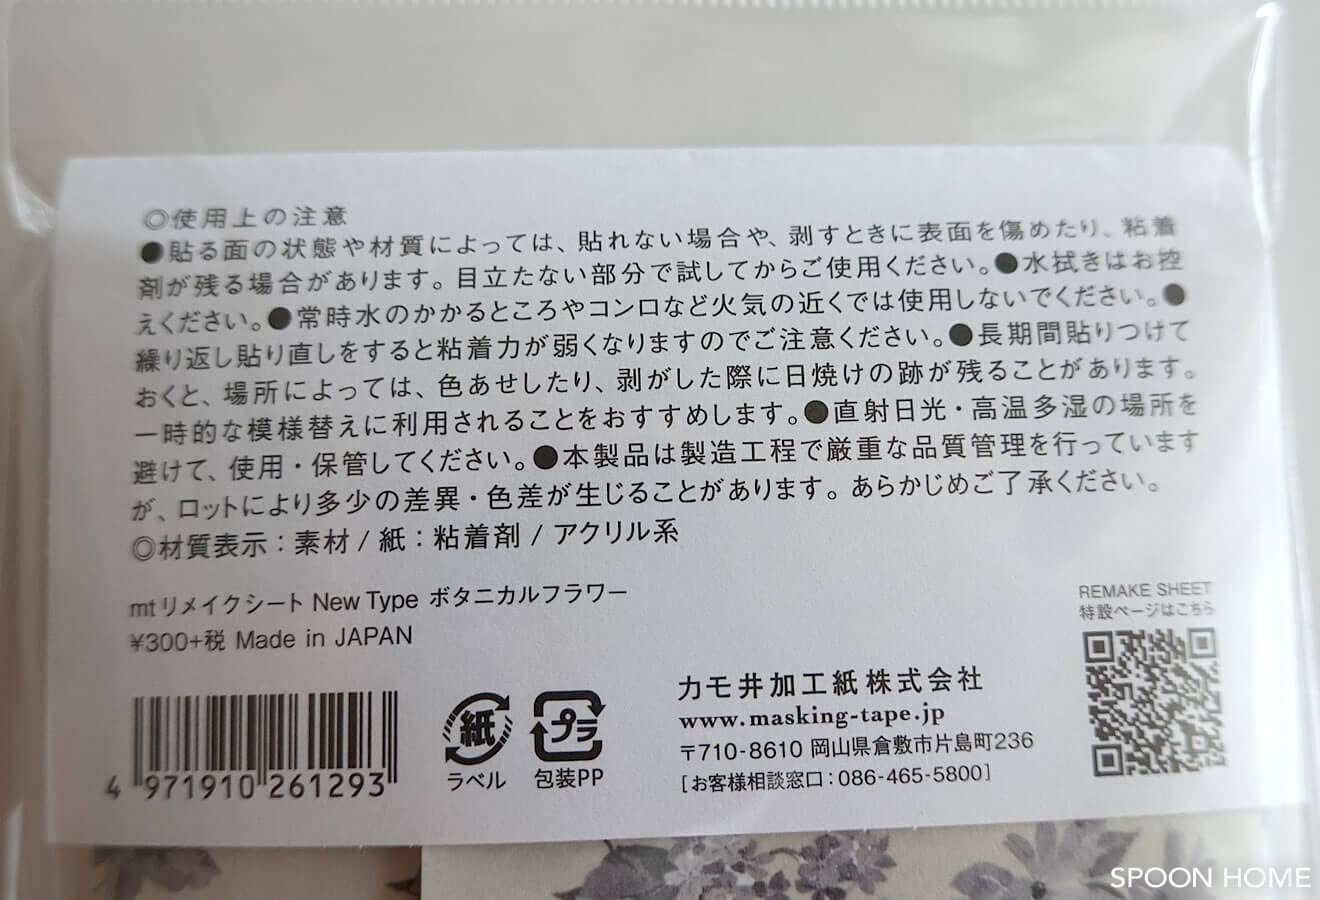 ◎使用上の注意
●貼る面の状態や材質によっては、貼れない場合や、剥すときに表面を傷めたり、粘着
剤が残る場合があります。目立たない部分で試してからご使用ください。●水拭きはお控
えください。●常時水のかかるところやコンロなど火気の近くでは使用しないでください。●
繰り返し貼り直しをすると粘着力が弱くなりますのでご注意ください。●長期間貼りつけて
おくと、場所によっては、色あせしたり、剥がした際に日焼けの跡が残ることがあります。
一時的な模様替えに利用されることをおすすめします。●直射日光・高温多湿の場所を
避けて、使用・保管してください。●本製品は製造工程で厳重な品質管理を行っています
が、ロットにより多少の差異・色差が生じることがあります。あらかじめご了承ください。
◎材質表示：素材 / 紙：粘着剤 / アクリル系
mtリメイクシート New Type ボタニカルフラワー
¥300+税 Made in JAPAN
4 971910 261293
紙
ラベル
プラ
包装PP
カモ井加工紙株式会社
www.masking-tape.jp
〒710-8610 岡山県倉敷市片島町236
[お客様相談窓口：086-465-5800]
REMAKE SHEET
特設ページはこちら
SPOON HOME